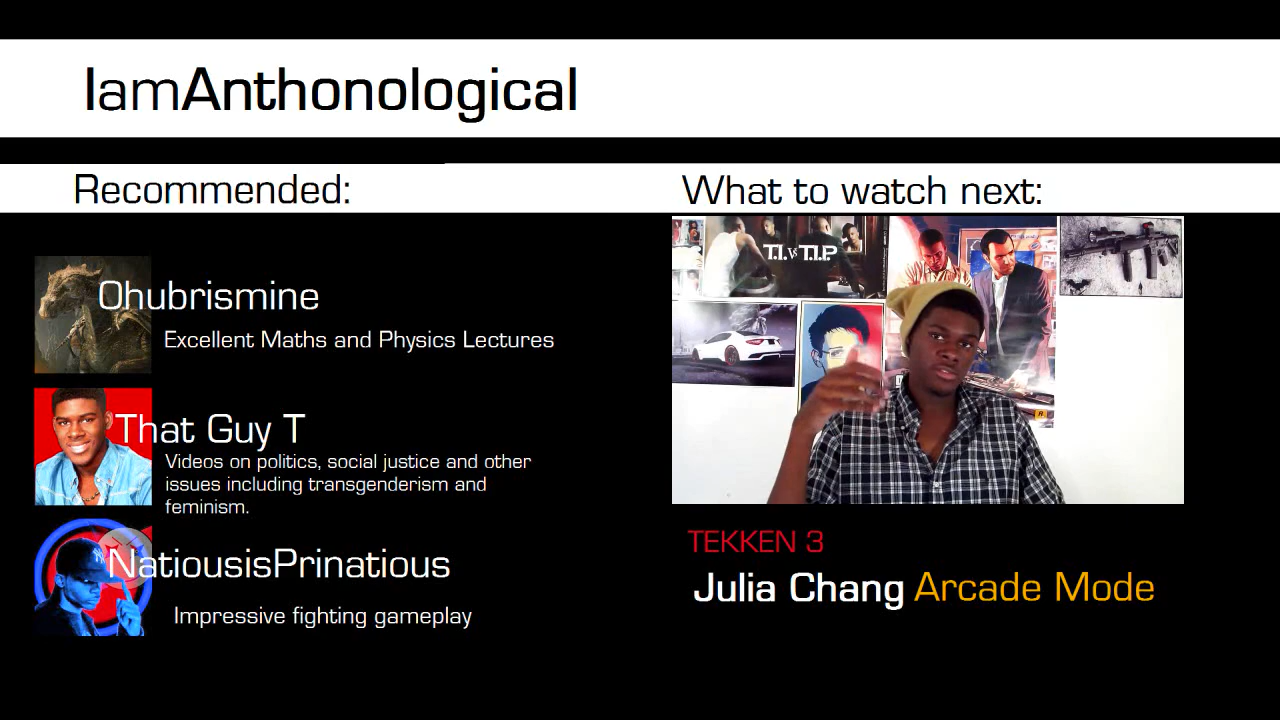 IamAnthonological
Recommended:
Ohubrismine
Excellent Maths and Physics Lectures
That Guy T
Videos on politics, social justice and other
issues including transgenderism and
feminism.
NatiousisPrinatious
Impressive fighting gameplay
What to watch next:
T.I. vs T.I.P.
TEKKEN 3
Julia Chang Arcade Mode